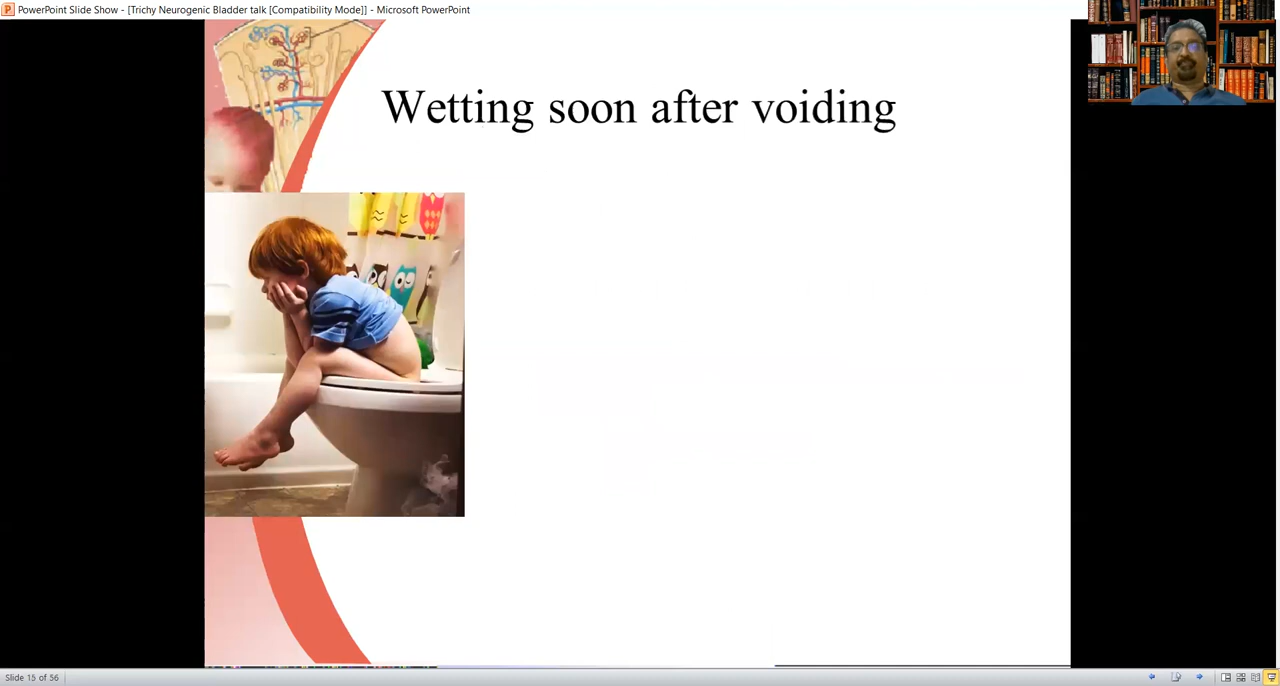 PowerPoint Slide Show - [Trichy Neurogenic Bladder talk [Compatibility Mode]] - Microsoft PowerPoint
Wetting soon after voiding
Slide 15 of 56